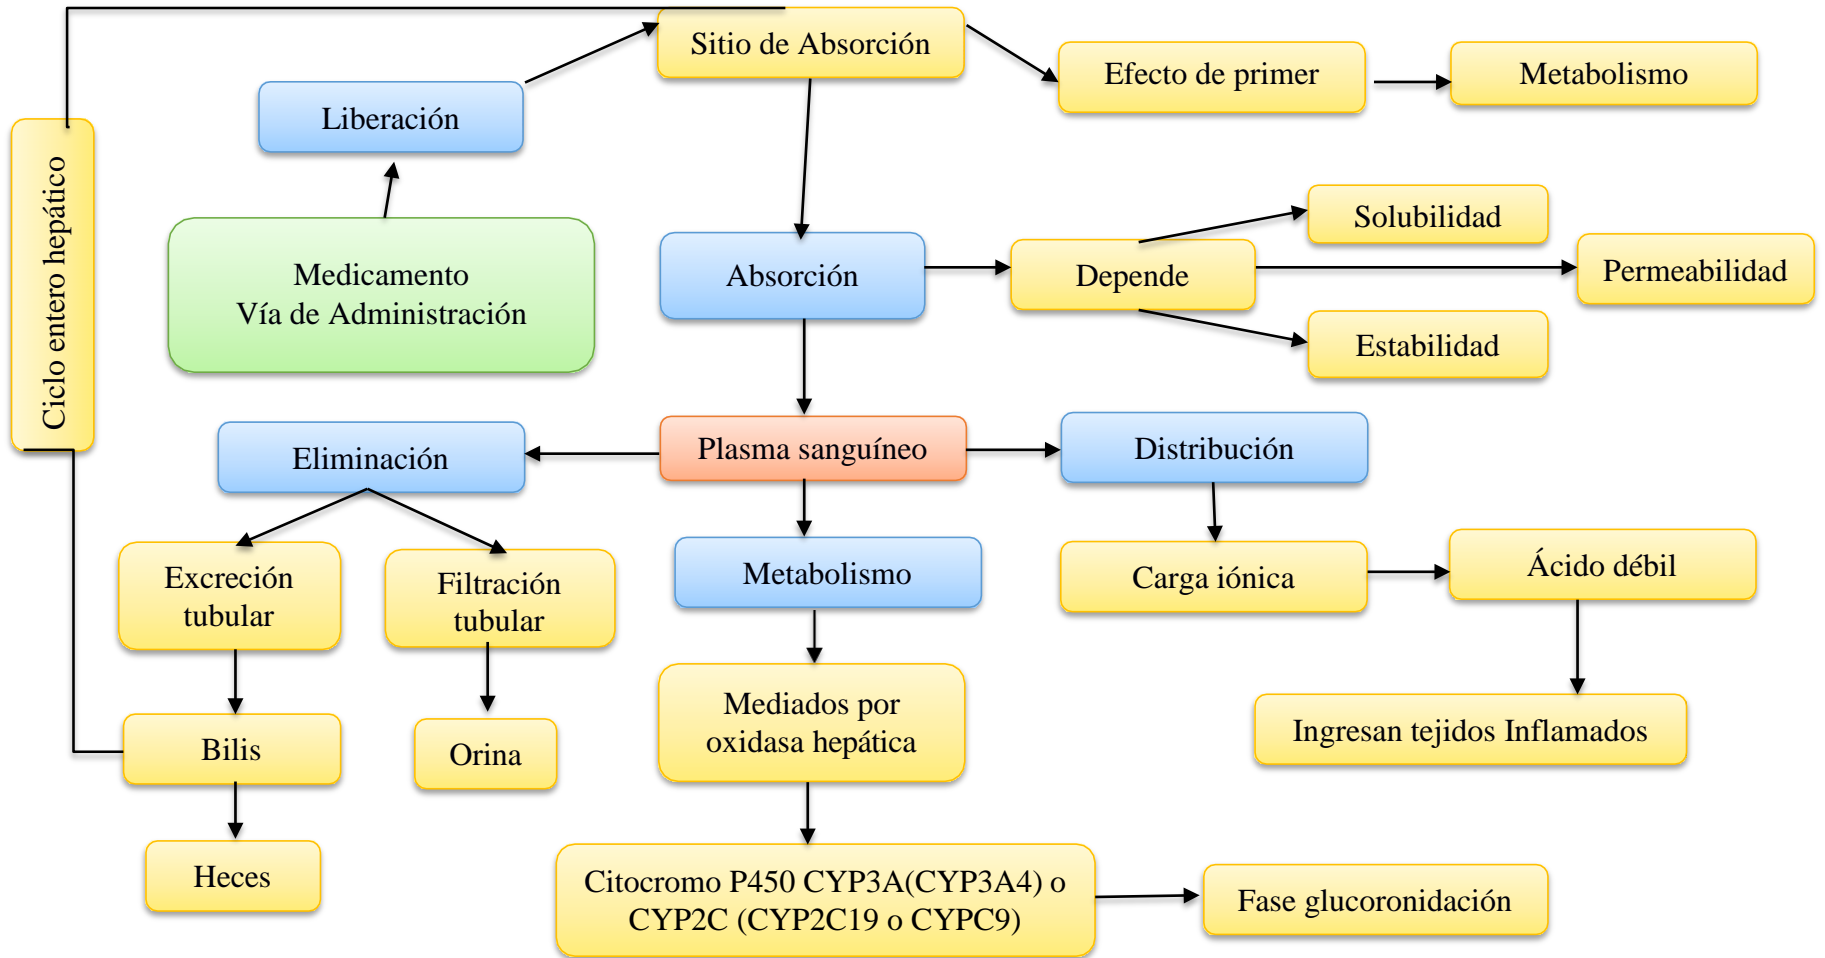 Sitio de Absorción
Efecto de primer
Metabolismo
Liberación
Ciclo entero hepático
Medicamento
Vía de Administración
Absorción
Depende
Solubilidad
Permeabilidad
Estabilidad
Eliminación
Plasma sanguíneo
Distribución
Excreción
tubular
Filtración
tubular
Metabolismo
Carga iónica
Ácido débil
Bilis
Orina
Mediados por
oxidasa hepática
Ingresan tejidos Inflamados
Heces
Citocromo P450 CYP3A(CYP3A4) o
CYP2C (CYP2C19 o CYPC9)
Fase glucoronidación